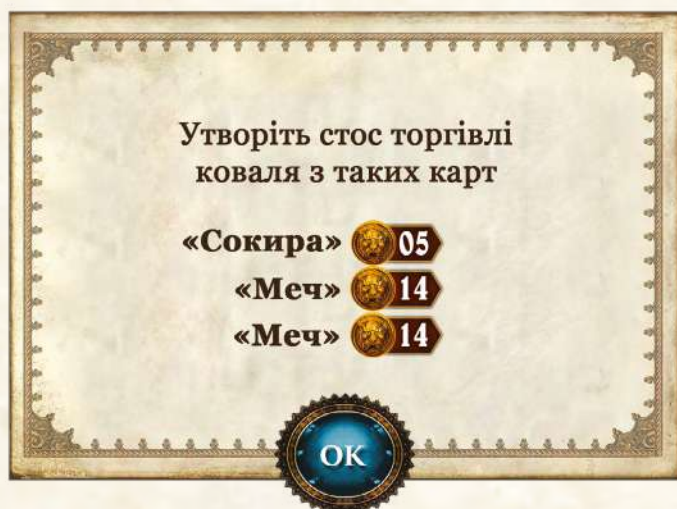 Утворіть стос торгівлі
коваля з таких карт
«Сокира» 05
«Меч» 14
«Меч» 14
OK